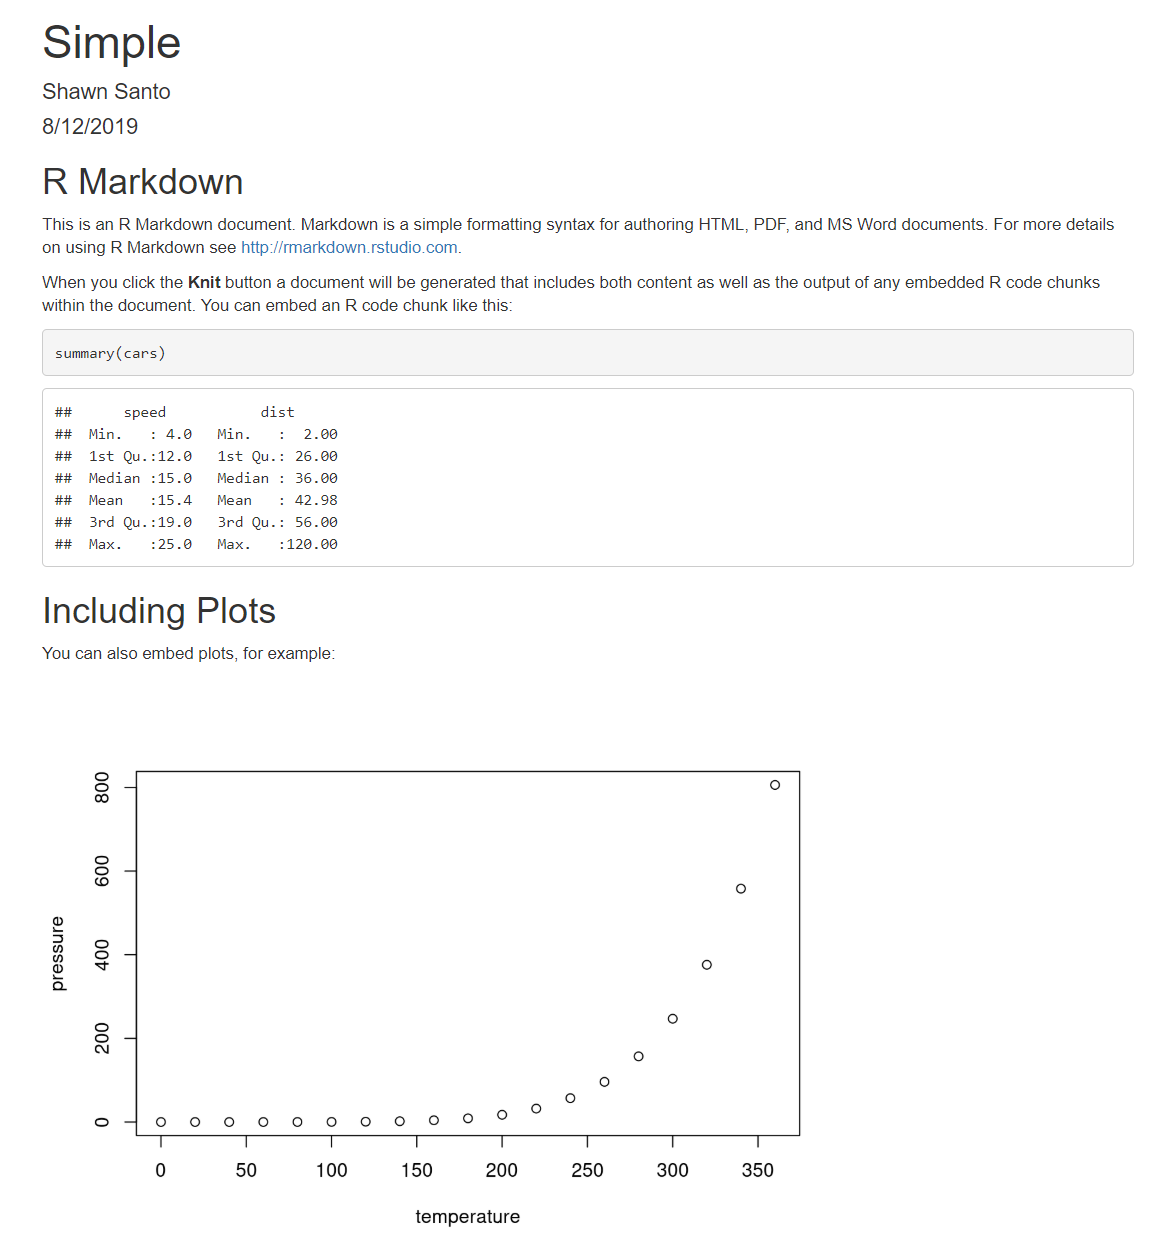 Simple
Shawn Santo
8/12/2019
R Markdown
This is an R Markdown document. Markdown is a simple formatting syntax for authoring HTML, PDF, and MS Word documents. For more details
on using R Markdown see http://rmarkdown.rstudio.com.
When you click the Knit button a document will be generated that includes both content as well as the output of any embedded R code chunks
within the document. You can embed an R code chunk like this:
summary(cars)
##      speed           dist
##  Min.   : 4.0   Min.   :  2.00
##  1st Qu.:12.0   1st Qu.: 26.00
##  Median :15.0   Median : 36.00
##  Mean   :15.4   Mean   : 42.98
##  3rd Qu.:19.0   3rd Qu.: 56.00
##  Max.   :25.0   Max.   :120.00
Including Plots
You can also embed plots, for example:
800
600
400
200
0
pressure
0 50 100 150 200 250 300 350
temperature